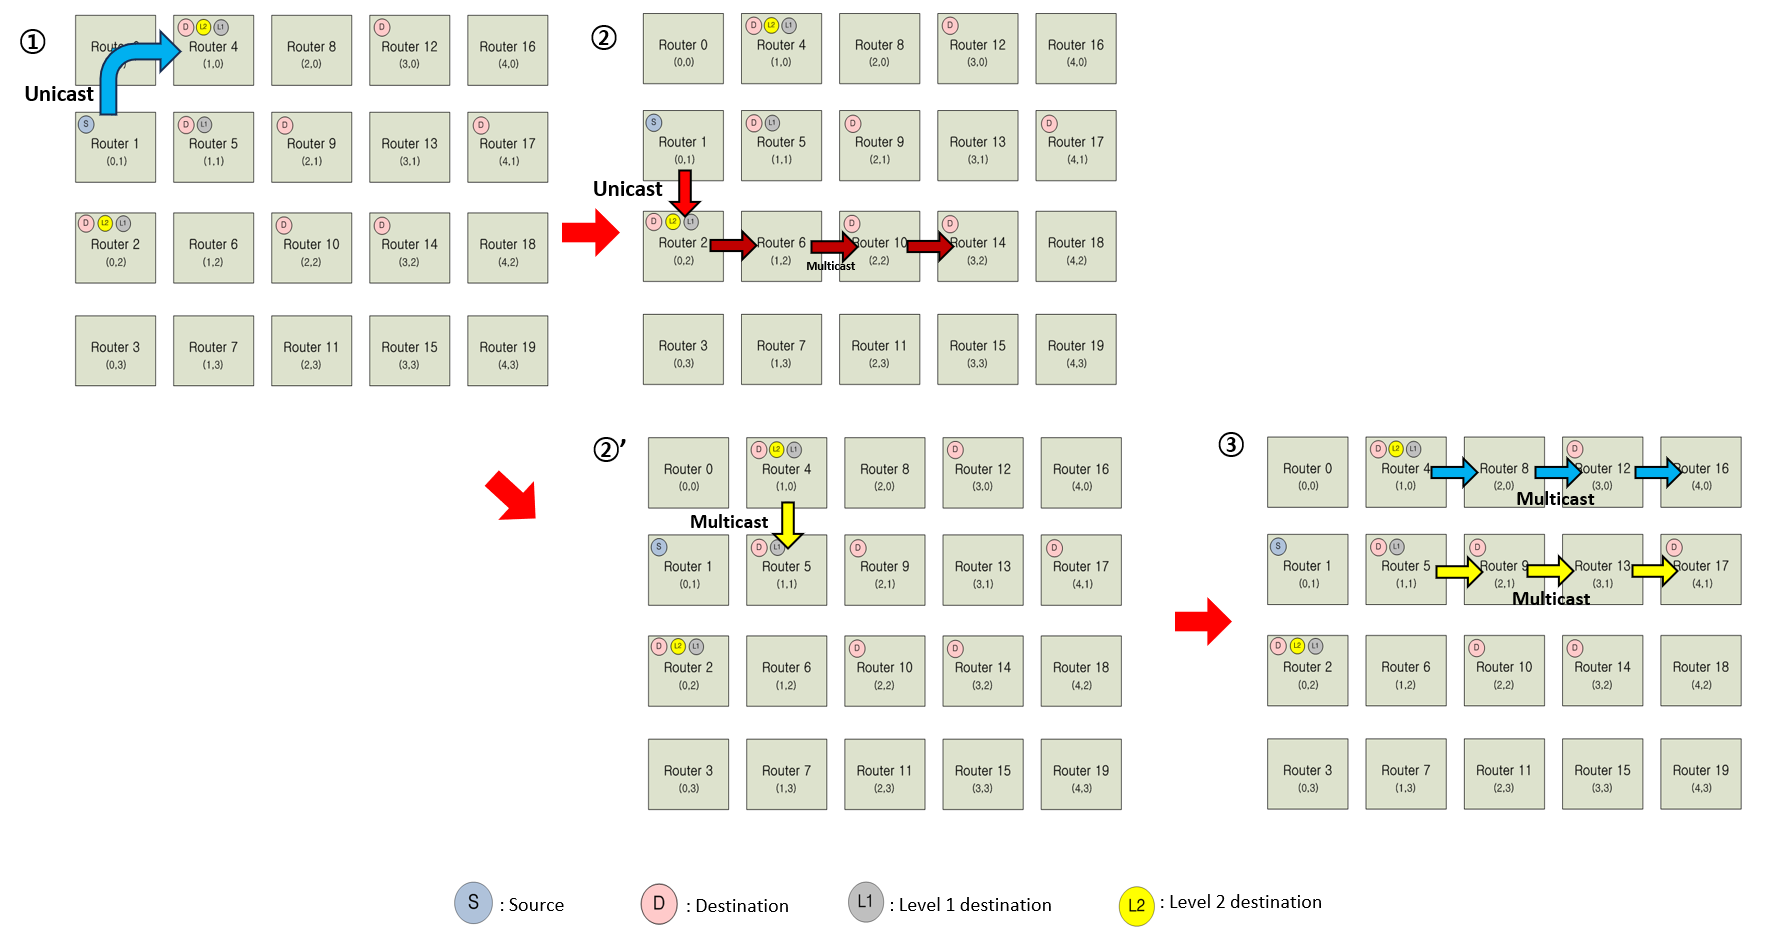 ①
Router 0
D L2 L1
Router 4
(1,0)
Router 8
(2,0)
D
Router 12
(3,0)
Router 16
(4,0)
Unicast
S
Router 1
(0,1)
D L1
Router 5
(1,1)
D
Router 9
(2,1)
Router 13
(3,1)
D
Router 17
(4,1)
D L2 L1
Router 2
(0,2)
Router 6
(1,2)
D
Router 10
(2,2)
D
Router 14
(3,2)
Router 18
(4,2)
Router 3
(0,3)
Router 7
(1,3)
Router 11
(2,3)
Router 15
(3,3)
Router 19
(4,3)
②
Router 0
(0,0)
D L2 L1
Router 4
(1,0)
Router 8
(2,0)
D
Router 12
(3,0)
Router 16
(4,0)
S
Router 1
(0,1)
D L1
Router 5
(1,1)
D
Router 9
(2,1)
Router 13
(3,1)
D
Router 17
(4,1)
Unicast
D L2 L1
Router 2
(0,2)
Router 6
(1,2)
Multicast
D
Router 10
(2,2)
D
Router 14
(3,2)
Router 18
(4,2)
Router 3
(0,3)
Router 7
(1,3)
Router 11
(2,3)
Router 15
(3,3)
Router 19
(4,3)
②’
Router 0
(0,0)
D L2 L1
Router 4
(1,0)
Router 8
(2,0)
D
Router 12
(3,0)
Router 16
(4,0)
Multicast
S
Router 1
(0,1)
D L1
Router 5
(1,1)
D
Router 9
(2,1)
Router 13
(3,1)
D
Router 17
(4,1)
D L2 L1
Router 2
(0,2)
Router 6
(1,2)
D
Router 10
(2,2)
D
Router 14
(3,2)
Router 18
(4,2)
Router 3
(0,3)
Router 7
(1,3)
Router 11
(2,3)
Router 15
(3,3)
Router 19
(4,3)
③
Router 0
(0,0)
D L2 L1
Router 4
(1,0)
Router 8
(2,0)
D
Router 12
(3,0)
Router 16
(4,0)
Multicast
S
Router 1
(0,1)
D L1
Router 5
(1,1)
D
Router 9
(2,1)
Router 13
(3,1)
D
Router 17
(4,1)
Multicast
D L2 L1
Router 2
(0,2)
Router 6
(1,2)
D
Router 10
(2,2)
D
Router 14
(3,2)
Router 18
(4,2)
Router 3
(0,3)
Router 7
(1,3)
Router 11
(2,3)
Router 15
(3,3)
Router 19
(4,3)
S : Source
D : Destination
L1 : Level 1 destination
L2 : Level 2 destination